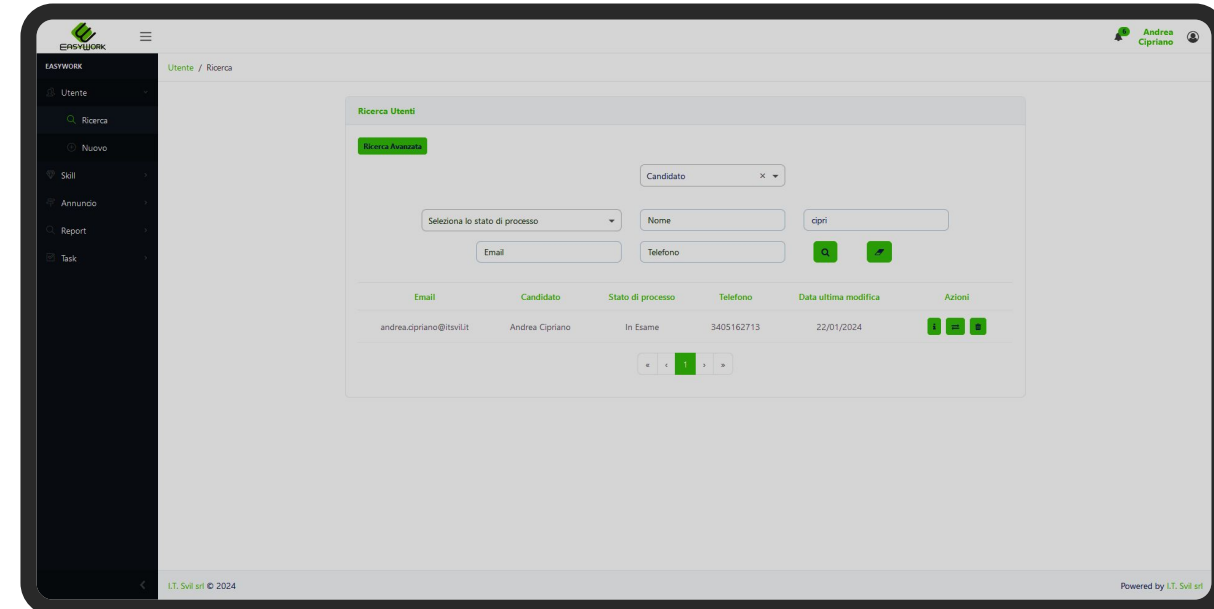 EASYWORK
6
Andrea
Cipriano
EASYWORK
Utente / Ricerca
Utente
Ricerca
Nuovo
Skill
Annuncio
Report
Task
Ricerca Utenti
Ricerca Avanzata
Candidato × 
Seleziona lo stato di processo
Nome
cipri
Email
Telefono
Email Candidato Stato di processo Telefono Data ultima modifica Azioni
andrea.cipriano@itsvil.it Andrea Cipriano In Esame 3405162713 22/01/2024
« ‹ 1 › »
I.T. Svil srl © 2024
Powered by I.T. Svil srl